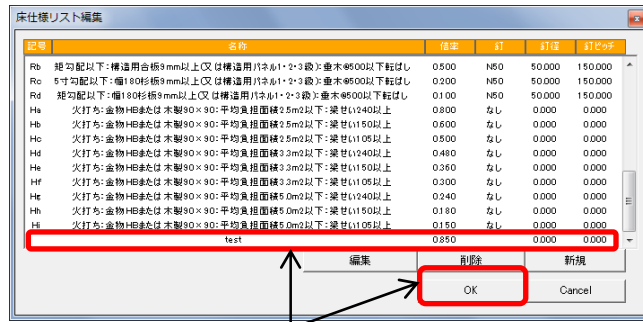 床仕様リスト編集
記号 名称 倍率 釘 釘径 釘ピッチ
Rb 矩勾配以下:構造用合板9mm以上(又は構造用パネル1・2・3級):垂木@500以下転ばし 0.500 N50 50.000 150.000
Rc 5寸勾配以下:幅180杉板9mm以上(又は構造用パネル1・2・3級):垂木@500以下転ばし 0.200 N50 50.000 150.000
Rd 矩勾配以下:幅180杉板9mm以上(又は構造用パネル1・2・3級):垂木@500以下転ばし 0.100 N50 50.000 150.000
Ha 火打ち:金物HBまたは木製90×90:平均負担面積2.5m2以下:梁せい240以上 0.800 なし 0.000 0.000
Hb 火打ち:金物HBまたは木製90×90:平均負担面積2.5m2以下:梁せい150以上 0.600 なし 0.000 0.000
Hc 火打ち:金物HBまたは木製90×90:平均負担面積2.5m2以下:梁せい105以上 0.500 なし 0.000 0.000
Hd 火打ち:金物HBまたは木製90×90:平均負担面積3.3m2以下:梁せい240以上 0.480 なし 0.000 0.000
He 火打ち:金物HBまたは木製90×90:平均負担面積3.3m2以下:梁せい150以上 0.360 なし 0.000 0.000
Hf 火打ち:金物HBまたは木製90×90:平均負担面積3.3m2以下:梁せい105以上 0.300 なし 0.000 0.000
Hg 火打ち:金物HBまたは木製90×90:平均負担面積5.0m2以下:梁せい240以上 0.240 なし 0.000 0.000
Hh 火打ち:金物HBまたは木製90×90:平均負担面積5.0m2以下:梁せい150以上 0.180 なし 0.000 0.000
Hi 火打ち:金物HBまたは木製90×90:平均負担面積5.0m2以下:梁せい105以上 0.150 なし 0.000 0.000
test 0.850 0.000 0.000
編集 削除 新規
OK Cancel